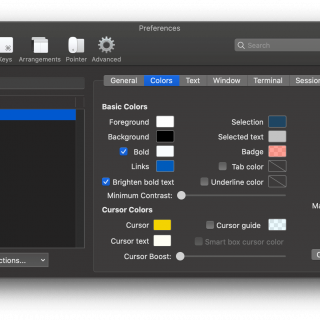 Preferences
Keys Arrangements Pointer Advanced
Search
General Colors Text Window Terminal Session
Basic Colors
Foreground Selection
Background Selected text
Bold Badge
Links Tab color
Brighten bold text Underline color
Minimum Contrast:
Cursor Colors
Cursor Cursor guide
Cursor text Smart box cursor color
Cursor Boost:
ctions...
Ma
C